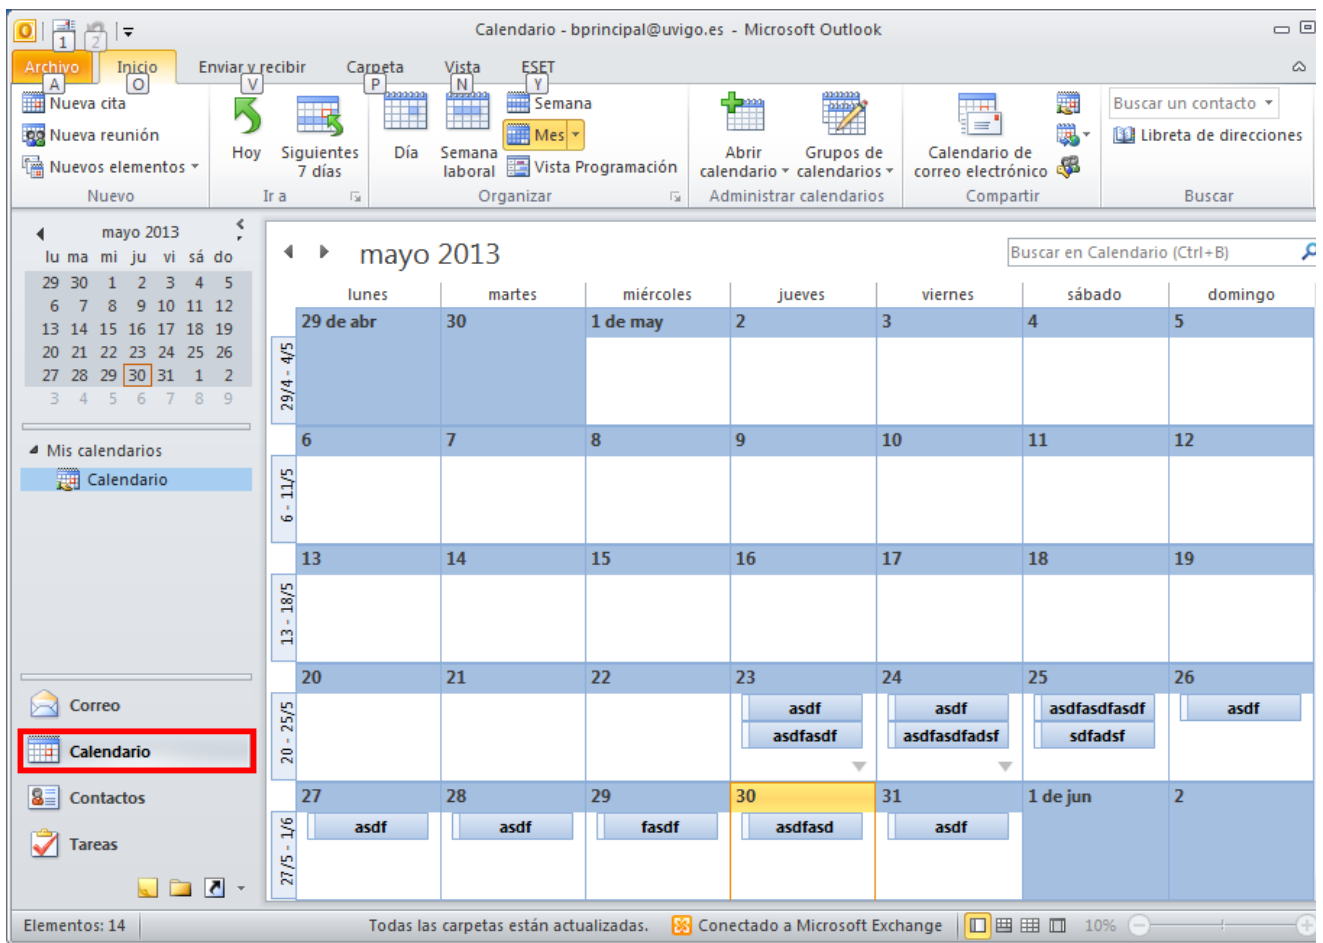 Calendario - bprincipal@uvigo.es - Microsoft Outlook
1 2
Archivo Inicio Enviar y recibir Carpeta Vista ESET
A O V P N Y
Nueva cita
Nueva reunión
Nuevos elementos
Nuevo
Hoy
Siguientes
7 días
Ir a
Día
Semana
laboral
Semana
Mes
Vista Programación
Organizar
Abrir
calendario
Grupos de
calendarios
Administrar calendarios
Calendario de
correo electrónico
Compartir
Buscar un contacto
Libreta de direcciones
Buscar
mayo 2013
lu ma mi ju vi sá do
29 30 1 2 3 4 5
6 7 8 9 10 11 12
13 14 15 16 17 18 19
20 21 22 23 24 25 26
27 28 29 30 31 1 2
3 4 5 6 7 8 9
Mis calendarios
Calendario
Correo
Calendario
Contactos
Tareas
mayo 2013
Buscar en Calendario (Ctrl+B)
lunes martes miércoles jueves viernes sábado domingo
29/4 - 4/5
29 de abr 30 1 de may 2 3 4 5
6 - 11/5
6 7 8 9 10 11 12
13 - 18/5
13 14 15 16 17 18 19
20 - 25/5
20 21 22 23 24 25 26
asdf asdf asdfasdfasdf asdf
asdfasdf asdfasdfadsf sdfadsf
27/5 - 1/6
27 28 29 30 31 1 de jun 2
asdf asdf fasdf asdfasd asdf
Elementos: 14 Todas las carpetas están actualizadas. Conectado a Microsoft Exchange 10%